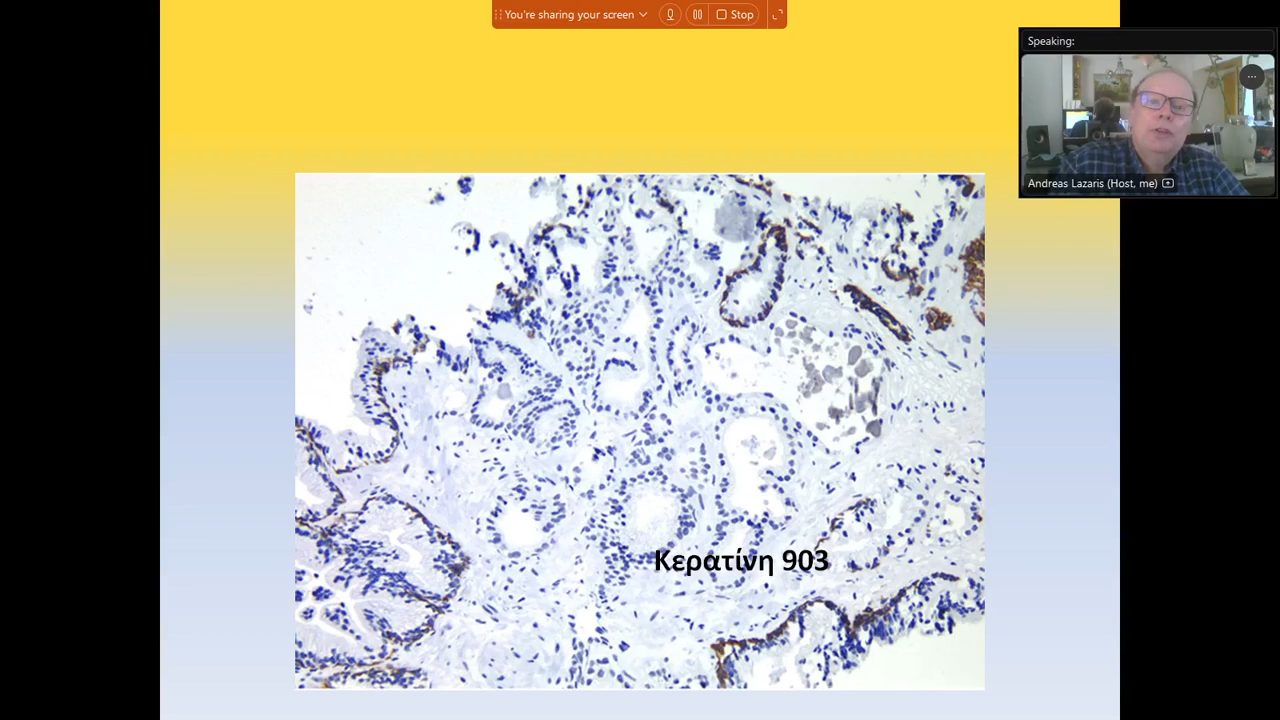 You're sharing your screen
Stop
Speaking:
Andreas Lazaris (Host, me)
Κερατίνη 903